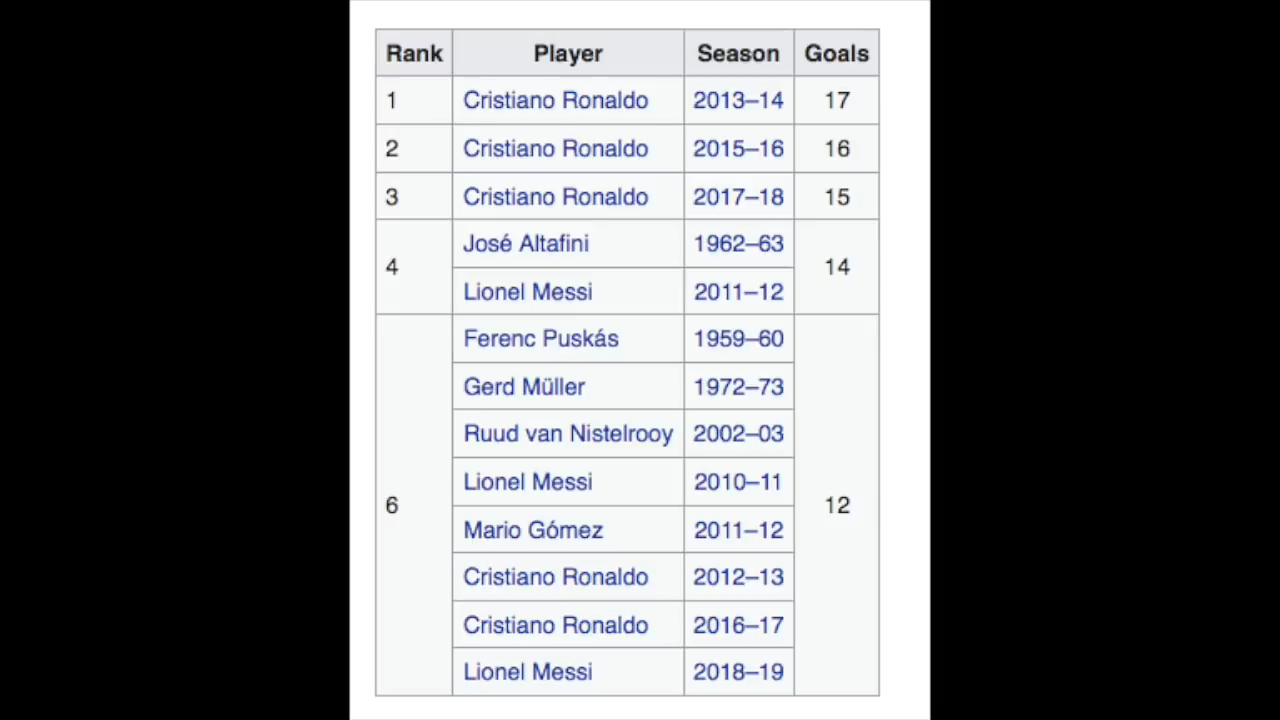 Rank Player Season Goals
1 Cristiano Ronaldo 2013–14 17
2 Cristiano Ronaldo 2015–16 16
3 Cristiano Ronaldo 2017–18 15
4 José Altafini 1962–63 14
Lionel Messi 2011–12
6 Ferenc Puskás 1959–60 12
Gerd Müller 1972–73
Ruud van Nistelrooy 2002–03
Lionel Messi 2010–11
Mario Gómez 2011–12
Cristiano Ronaldo 2012–13
Cristiano Ronaldo 2016–17
Lionel Messi 2018–19